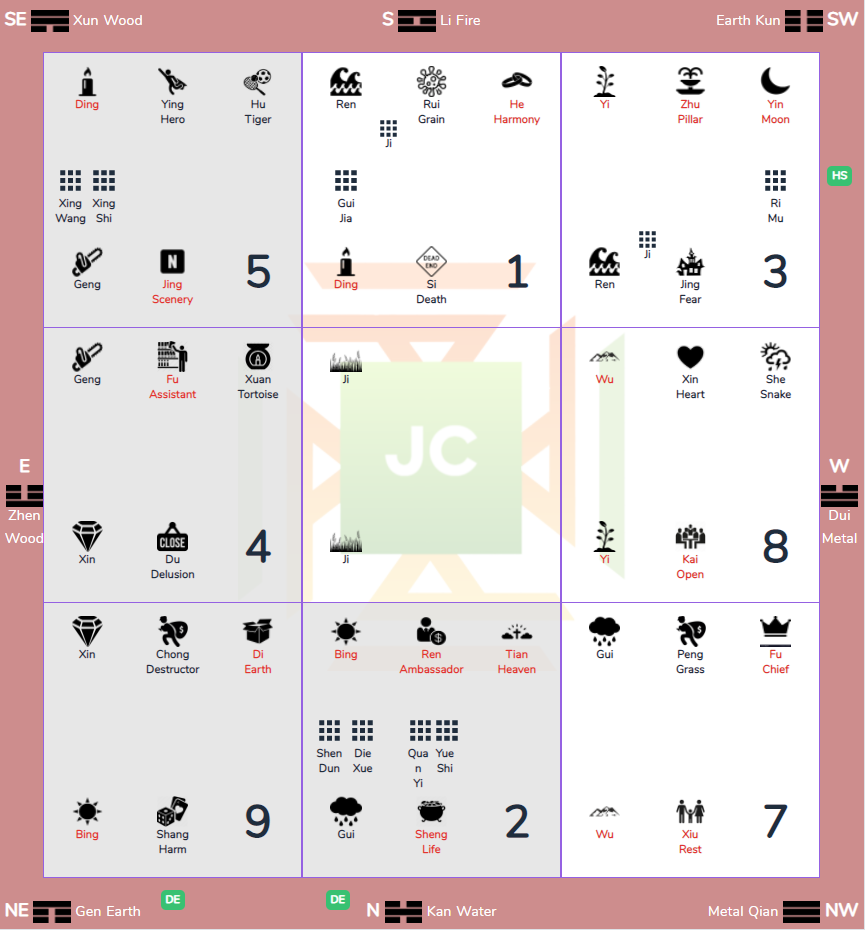 SE Xun Wood
S Li Fire
Earth Kun SW
Ding Ying Hu
Hero Tiger
Xing Xing
Wang Shi
Geng Jing 5
N
Scenery
Ren Rui He
Grain Harmony
Ji
Gui
Jia
DEAD
END
Ding Si 1
Death
Yi Zhu Yin
Pillar Moon
HS
Ri
Mu
Ji
Ren Jing 3
Fear
A
Geng Fu Xuan
Assistant Tortoise
E
Zhen
Wood
CLOSE
Xin Du 4
Delusion
Ji
JC
Ji
Wu Xin She
Heart Snake
W
Dui
Metal
Yi Kai 8
Open
Xin Chong Di
Destructor Earth
Bing Shang 9
Harm
Bing Ren Tian
Ambassador Heaven
Shen Die Qua Yue
Dun Xue n Shi
Yi
Gui Sheng 2
Life
Gui Peng Fu
Grass Chief
Wu Xiu 7
Rest
NE Gen Earth DE
DE N Kan Water
Metal Qian NW